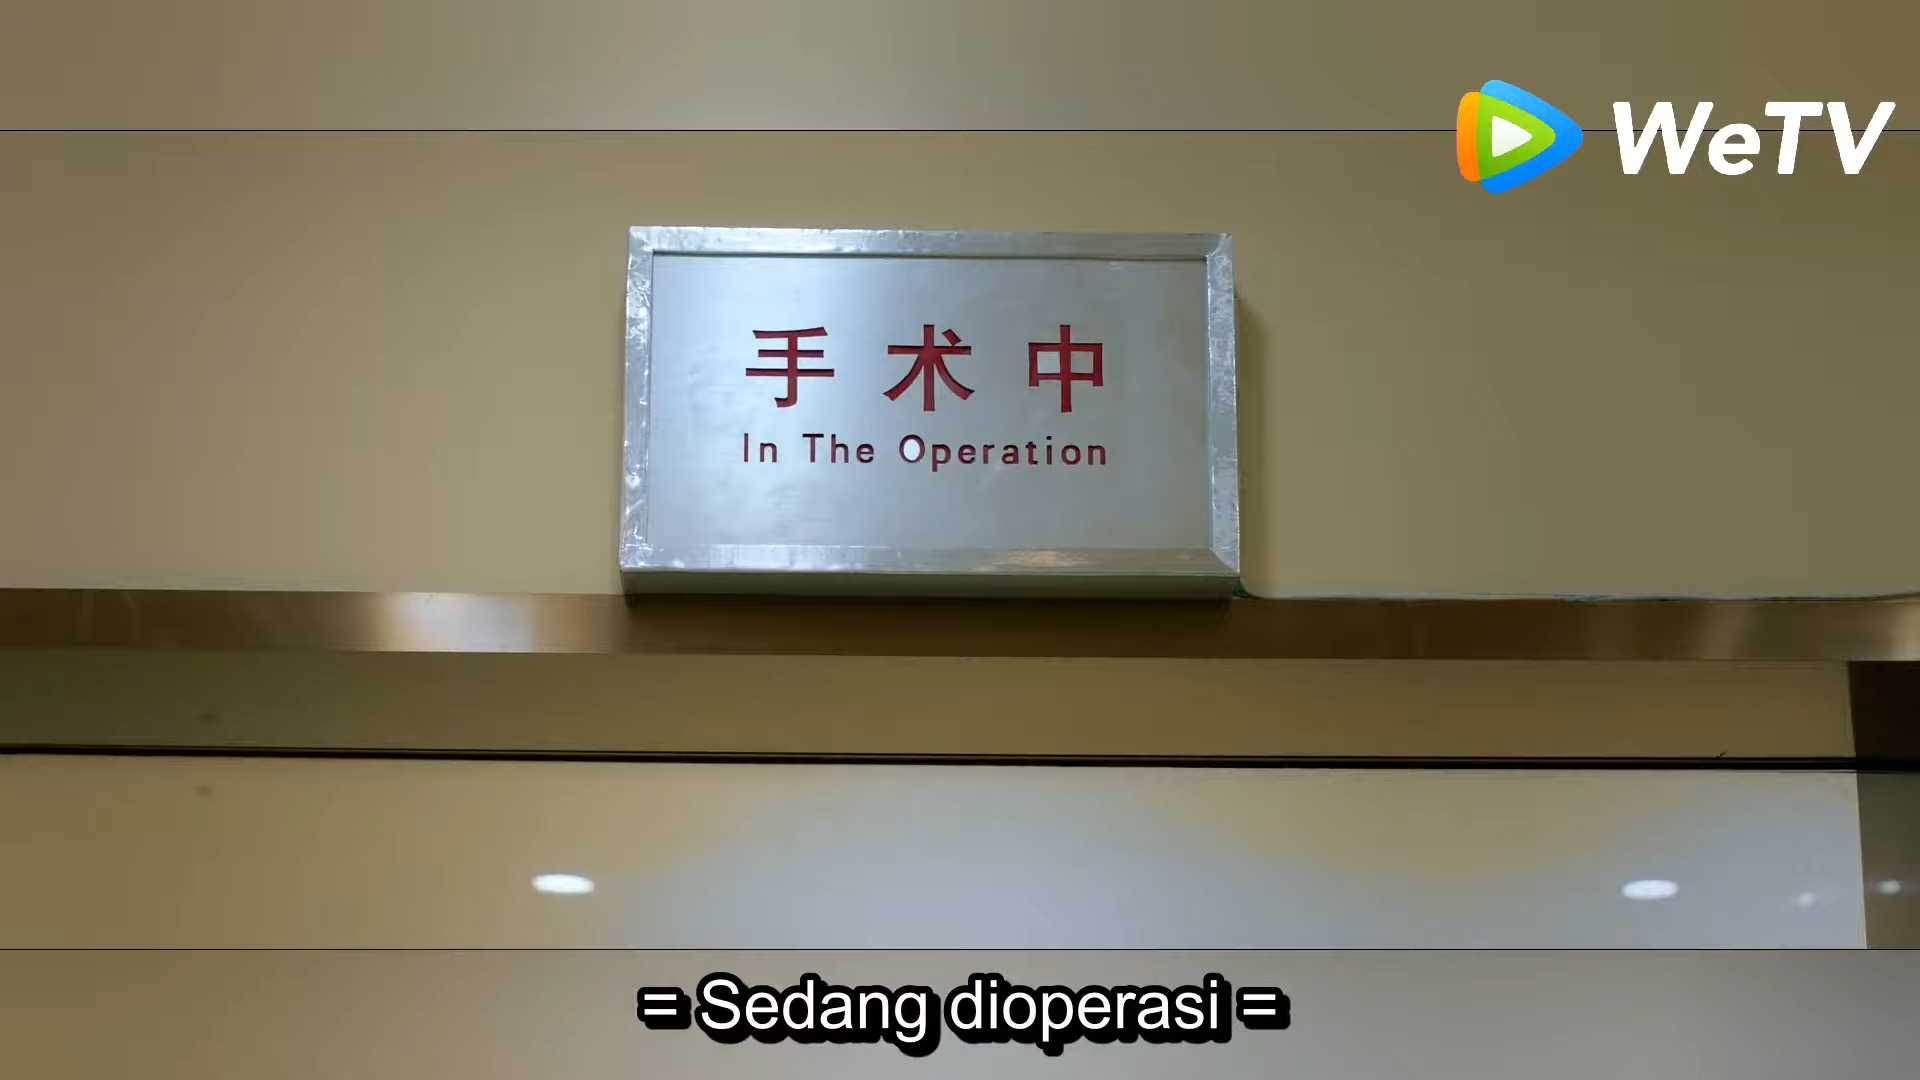 WeTV
手术中
In The Operation
= Sedang dioperasi =